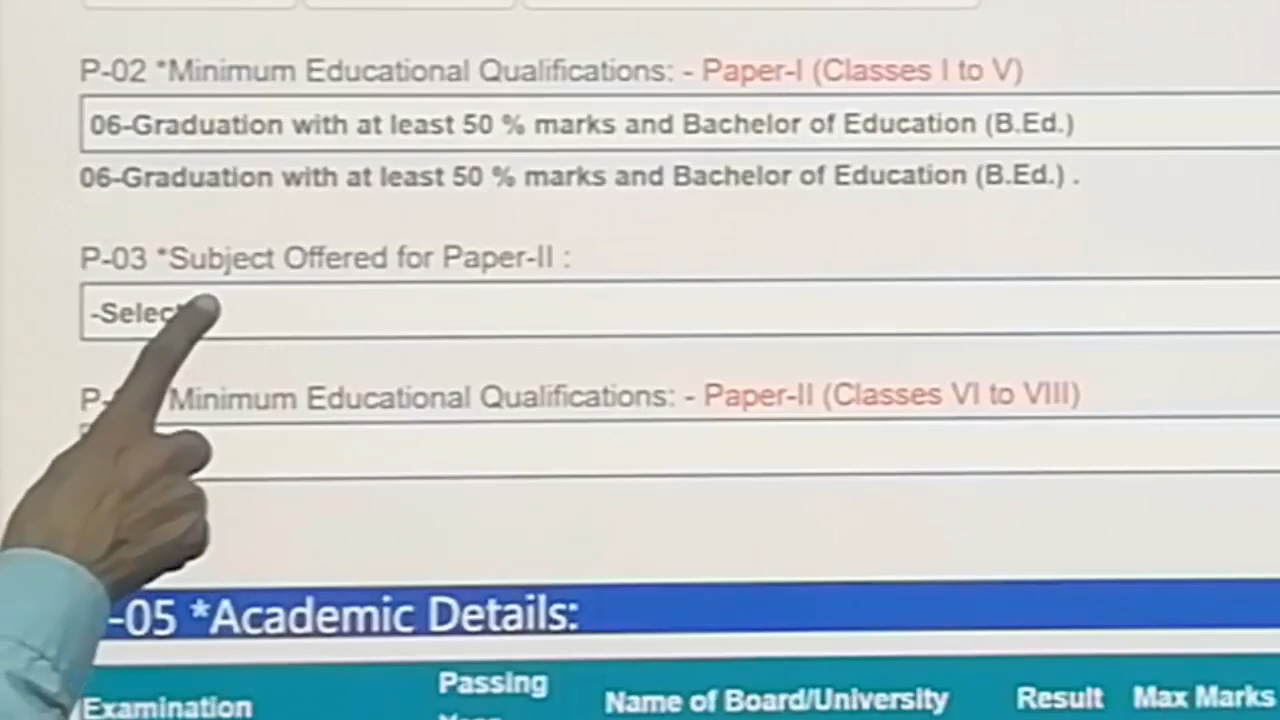 P-02 *Minimum Educational Qualifications: - Paper-I (Classes I to V)
06-Graduation with at least 50 % marks and Bachelor of Education (B.Ed.)
06-Graduation with at least 50 % marks and Bachelor of Education (B.Ed.) .
P-03 *Subject Offered for Paper-II :
-Select
P- Minimum Educational Qualifications: - Paper-II (Classes VI to VIII)
-05 *Academic Details:
Examination Passing Name of Board/University Result Max Marks